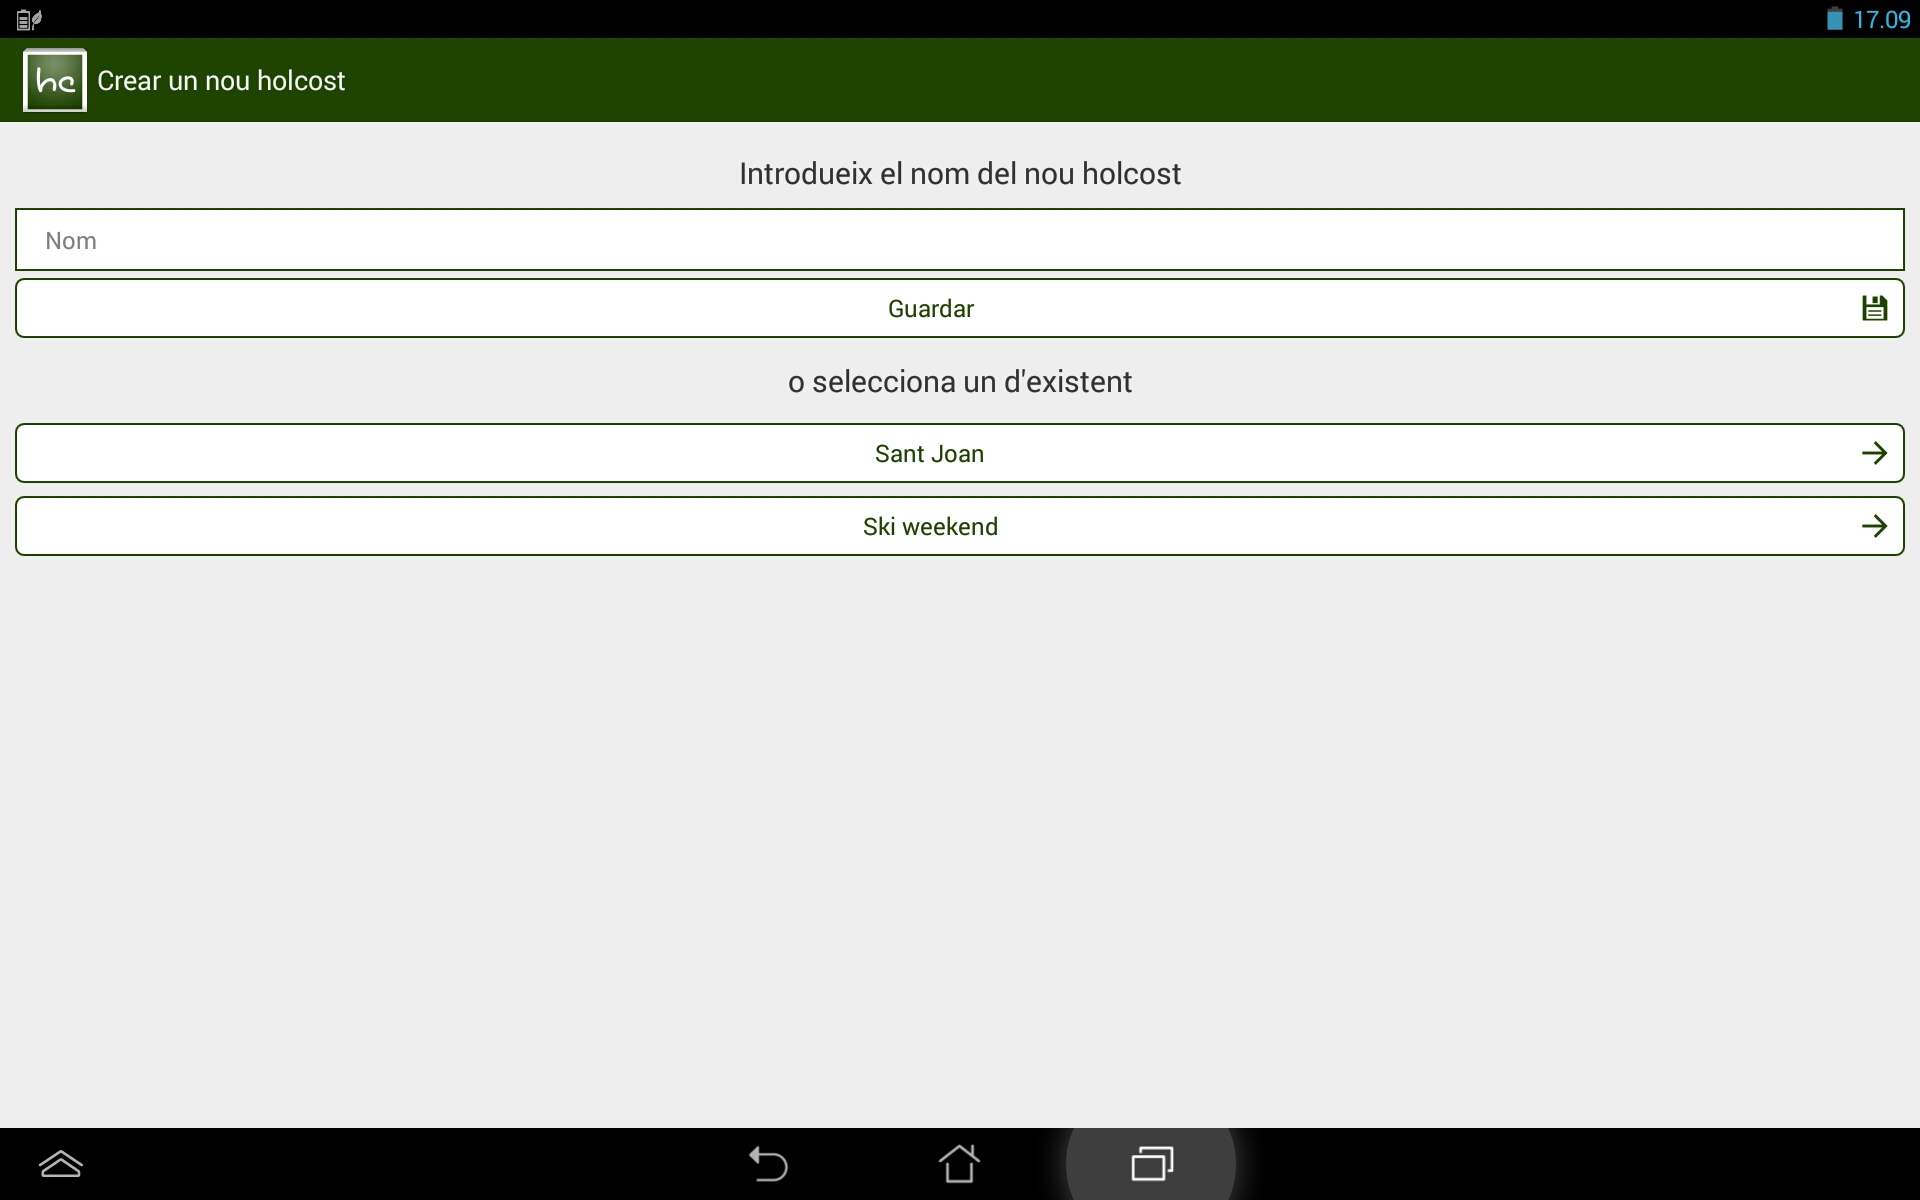 17.09
hc Crear un nou holcost
Introdueix el nom del nou holcost
Nom
Guardar
o selecciona un d'existent
Sant Joan
Ski weekend